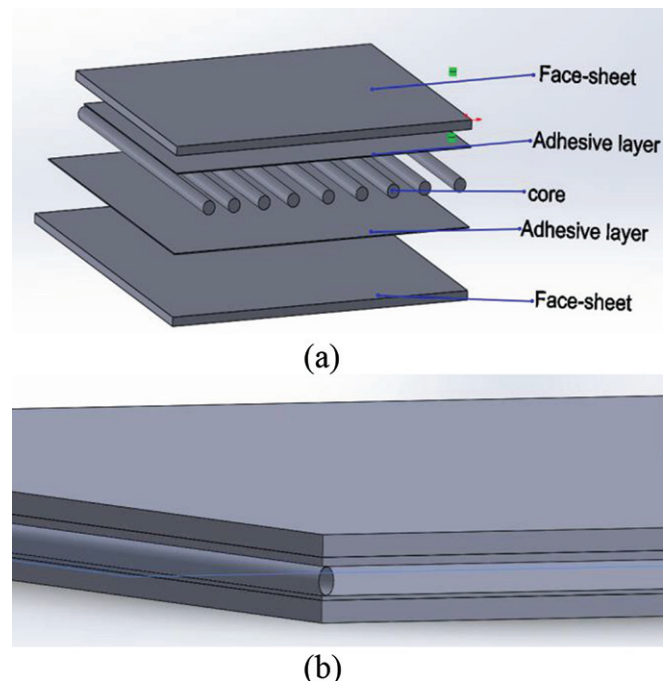 Face-sheet
Adhesive layer
core
Adhesive layer
Face-sheet
(a)
(b)